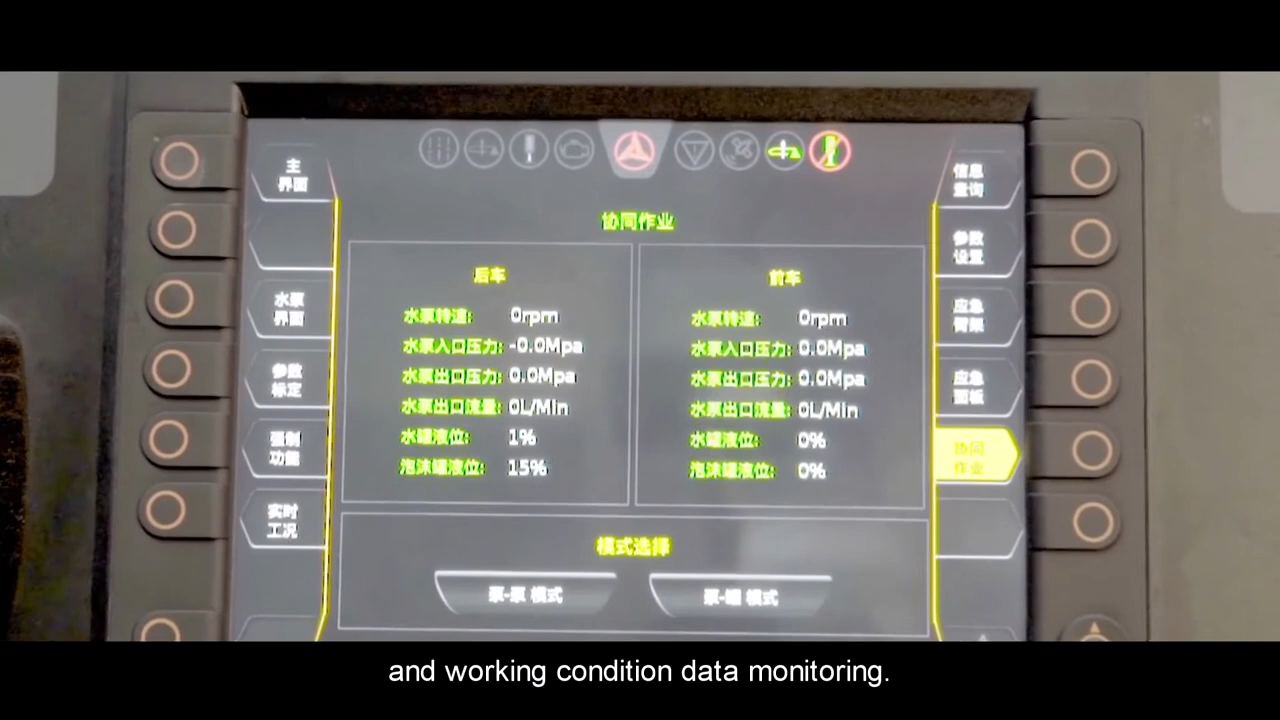 主
界面
水泵
界面
参数
标定
强制
功能
实时
工况
协同作业
后车
水泵转速: 0rpm
水泵入口压力: -0.0Mpa
水泵出口压力: 0.0Mpa
水泵出口流量: 0L/Min
水罐液位: 1%
泡沫罐液位: 15%
前车
水泵转速: 0rpm
水泵入口压力: 0.0Mpa
水泵出口压力: 0.0Mpa
水泵出口流量: 0L/Min
水罐液位: 0%
泡沫罐液位: 0%
模式选择
泵-泵 模式
泵-罐 模式
信息
查询
参数
设置
应急
臂架
应急
面板
协同
作业
and working condition data monitoring.